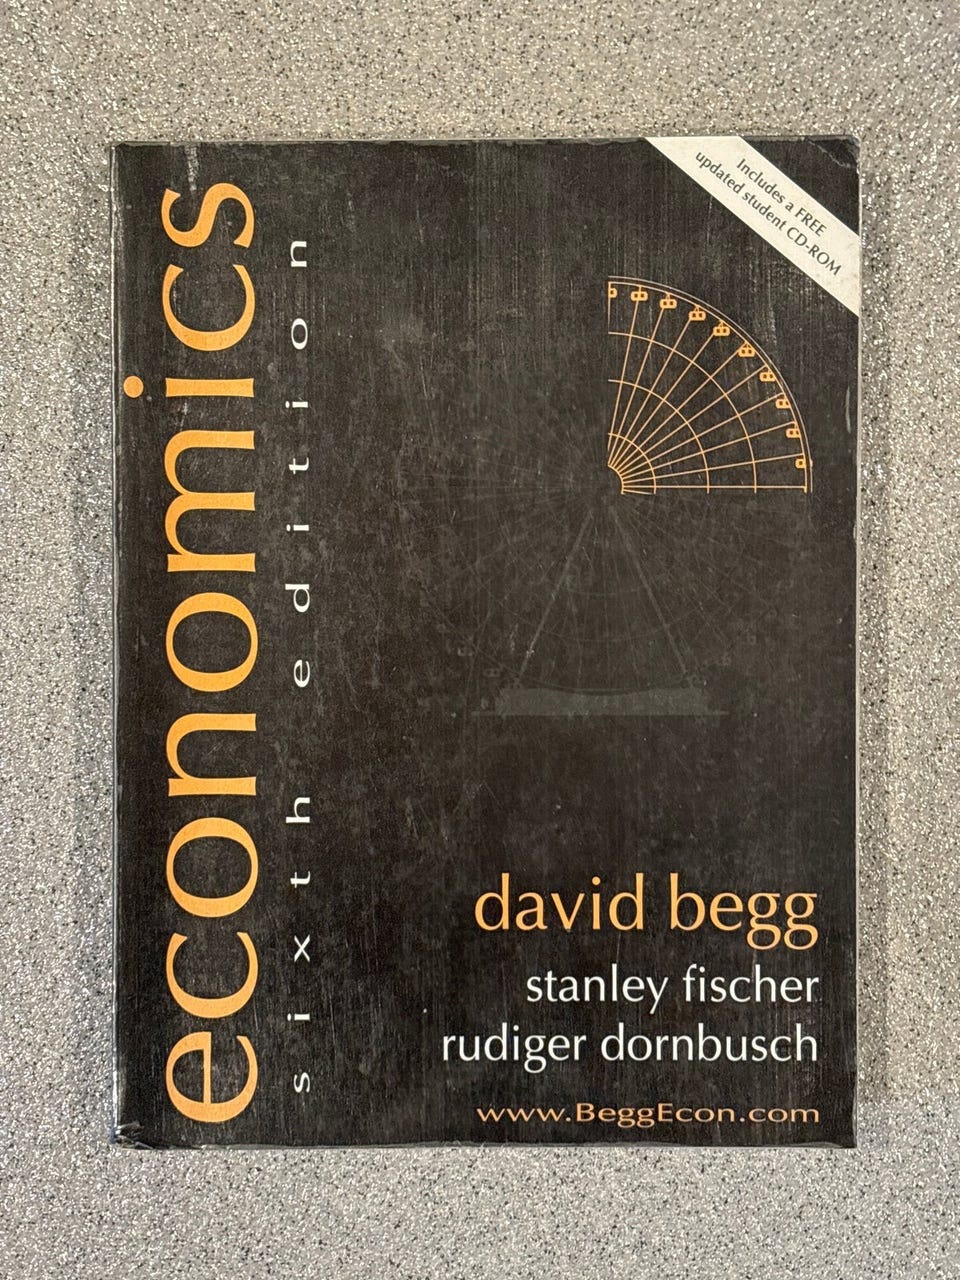 economics
sixth edition
Includes a FREE
updated student CD-ROM
david begg
stanley fischer
rudiger dornbusch
www.BeggEcon.com